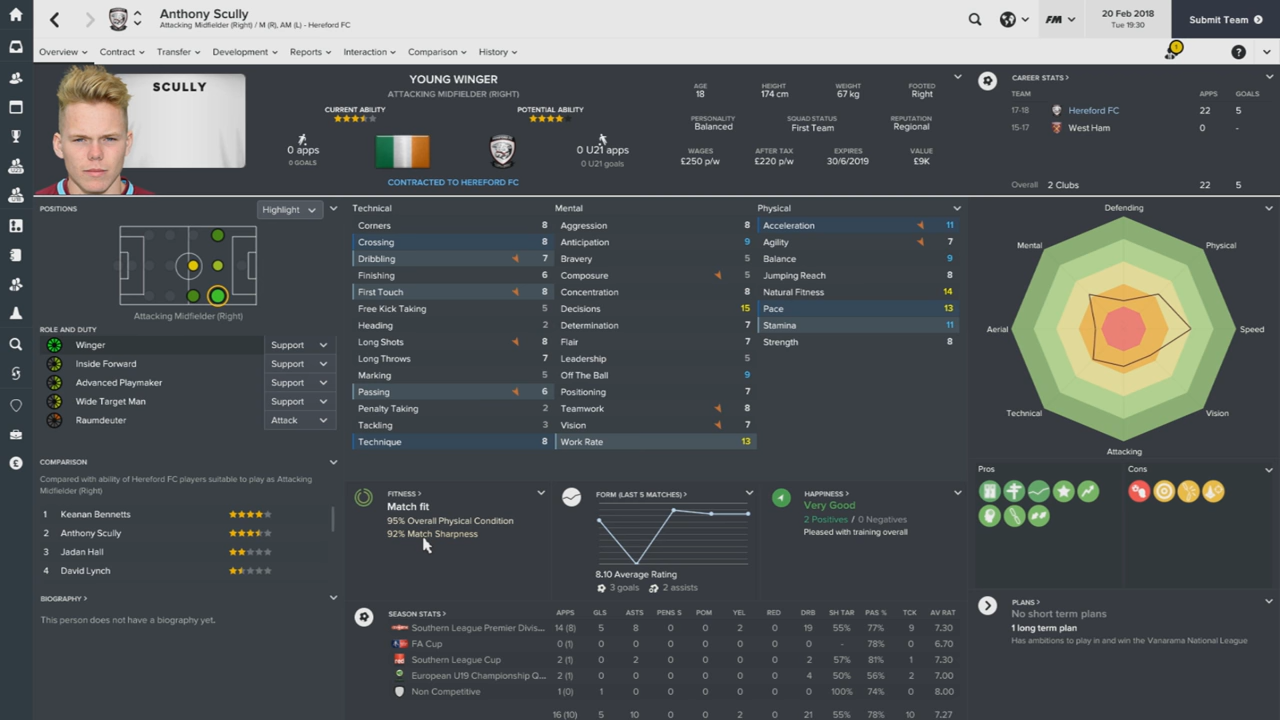 Anthony Scully
Attacking Midfielder (Right) / M (R), AM (L) - Hereford FC
FM
20 Feb 2018
Tue 19:30
Submit Team
Overview
Contract
Transfer
Development
Reports
Interaction
Comparison
History
1
?
SCULLY
YOUNG WINGER
ATTACKING MIDFIELDER (RIGHT)
CURRENT ABILITY
POTENTIAL ABILITY
0 apps
0 GOALS
0 U21 apps
0 U21 goals
CONTRACTED TO HEREFORD FC
AGE
18
HEIGHT
174 cm
WEIGHT
67 kg
FOOTED
Right
PERSONALITY
Balanced
SQUAD STATUS
First Team
REPUTATION
Regional
WAGES
£250 p/w
AFTER TAX
£220 p/w
EXPIRES
30/6/2019
VALUE
£9K
CAREER STATS >
TEAM APPS GOALS
17-18 Hereford FC 22 5
15-17 West Ham 0 -
Overall 2 Clubs 22 5
POSITIONS
Highlight
Attacking Midfielder (Right)
ROLE AND DUTY
Winger Support
Inside Forward Support
Advanced Playmaker Support
Wide Target Man Support
Raumdeuter Attack
COMPARISON
Compared with ability of Hereford FC players suitable to play as Attacking
Midfielder (Right)
1 Keanan Bennetts
2 Anthony Scully
3 Jadan Hall
4 David Lynch
BIOGRAPHY >
This person does not have a biography yet.
Technical
Corners 8
Crossing 8
Dribbling 7
Finishing 6
First Touch 8
Free Kick Taking 5
Heading 2
Long Shots 8
Long Throws 7
Marking 5
Passing 6
Penalty Taking 2
Tackling 3
Technique 8
Mental
Aggression 8
Anticipation 9
Bravery 5
Composure 5
Concentration 8
Decisions 15
Determination 7
Flair 7
Leadership 5
Off The Ball 9
Positioning 7
Teamwork 8
Vision 7
Work Rate 13
Physical
Acceleration 11
Agility 7
Balance 9
Jumping Reach 8
Natural Fitness 14
Pace 13
Stamina 11
Strength 8
Defending
Mental
Physical
Aerial
Speed
Technical
Vision
Attacking
Pros
Cons
FITNESS >
Match fit
95% Overall Physical Condition
92% Match Sharpness
FORM (LAST 5 MATCHES) >
8.10 Average Rating
3 goals
2 assists
HAPPINESS >
Very Good
2 Positives / 0 Negatives
Pleased with training overall
SEASON STATS > APPS GLS ASTS PENS S POM YEL RED DRB SH TAR PAS % TCK AV RAT
Southern League Premier Divis... 14 (8) 5 8 0 0 2 0 19 55% 77% 9 7.30
FA Cup 0 (1) 0 0 0 0 0 0 0 - 78% 0 6.70
Southern League Cup 2 (1) 0 2 0 0 0 0 2 57% 81% 1 7.30
European U19 Championship Q... 2 (1) 0 0 0 0 0 0 4 50% 56% 2 7.00
Non Competitive 1 (0) 1 0 0 0 0 0 0 100% 74% 0 8.00
16 (10) 5 10 0 0 2 0 21 55% 78% 10 7.27
PLANS >
No short term plans
1 long term plan
Has ambitions to play in and win the Vanarama National League